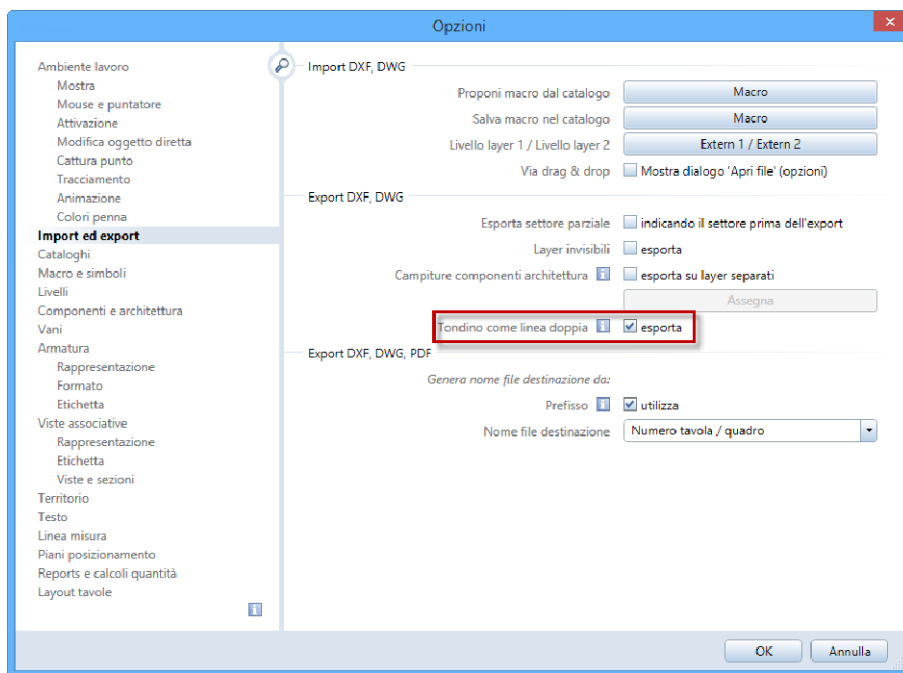 Opzioni
Ambiente lavoro
Mostra
Mouse e puntatore
Attivazione
Modifica oggetto diretta
Cattura punto
Tracciamento
Animazione
Colori penna
Import ed export
Cataloghi
Macro e simboli
Livelli
Componenti e architettura
Vani
Armatura
Rappresentazione
Formato
Etichetta
Viste associative
Rappresentazione
Etichetta
Viste e sezioni
Territorio
Testo
Linea misura
Piani posizionamento
Reports e calcoli quantità
Layout tavole
Import DXF, DWG
Proponi macro dal catalogo Macro
Salva macro nel catalogo Macro
Livello layer 1 / Livello layer 2 Extern 1 / Extern 2
Via drag & drop Mostra dialogo 'Apri file' (opzioni)
Export DXF, DWG
Esporta settore parziale indicando il settore prima dell'export
Layer invisibili esporta
Campiture componenti architettura esporta su layer separati
Assegna
Tondino come linea doppia esporta
Export DXF, DWG, PDF
Genera nome file destinazione da:
Prefisso utilizza
Nome file destinazione Numero tavola / quadro
OK Annulla